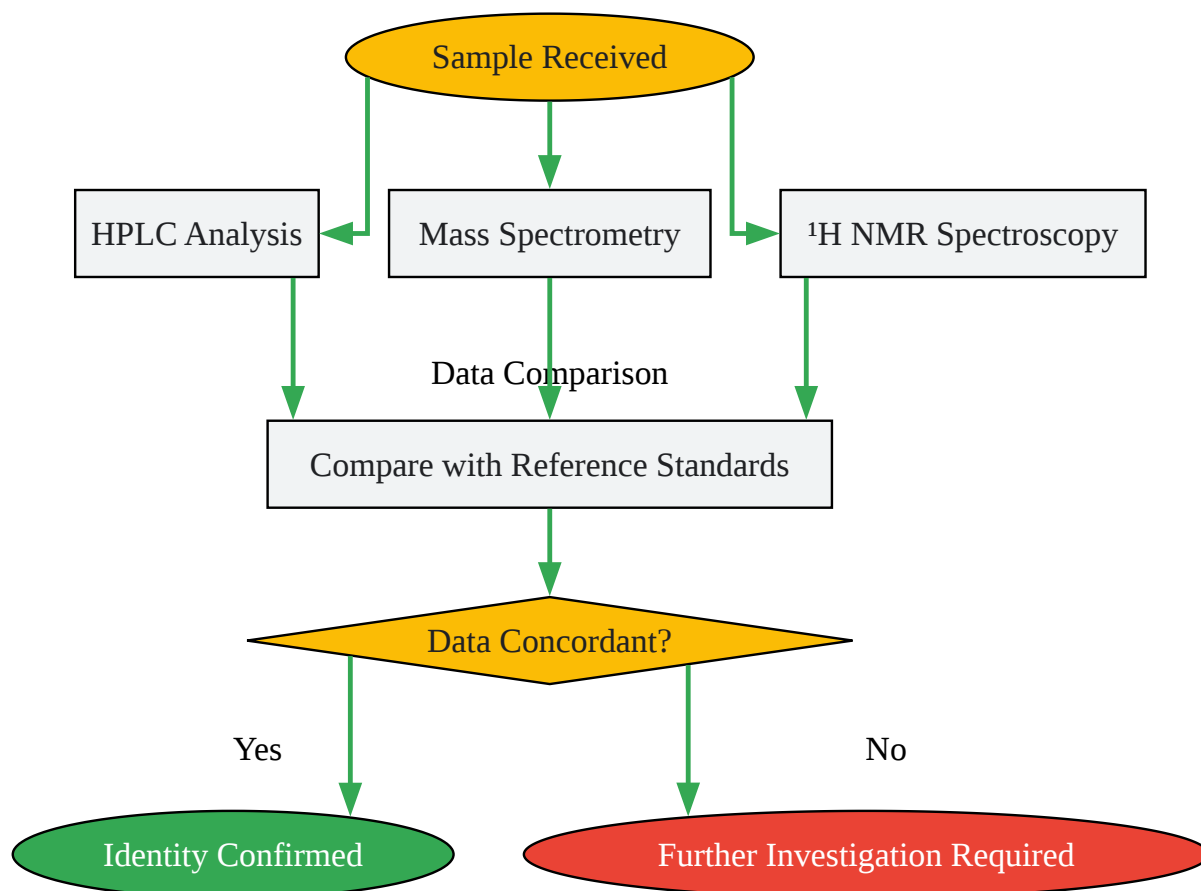 Sample Received
HPLC Analysis
Mass Spectrometry
¹H NMR Spectroscopy
Data Comparison
Compare with Reference Standards
Data Concordant?
Yes
No
Identity Confirmed
Further Investigation Required